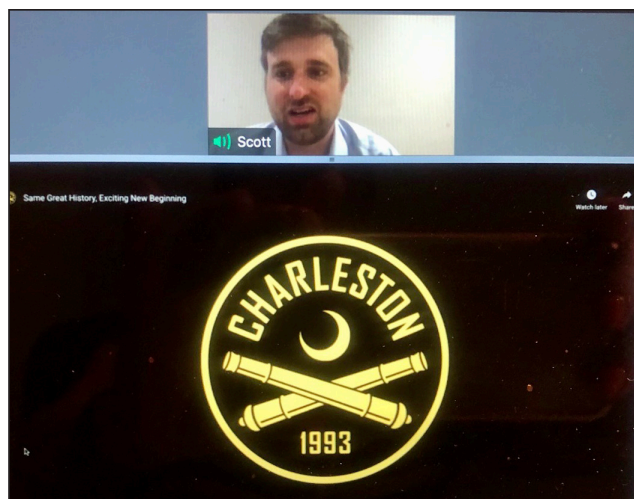 Scott
Same Great History, Exciting New Beginning
Watch later
Share
CHARLESTON
1993